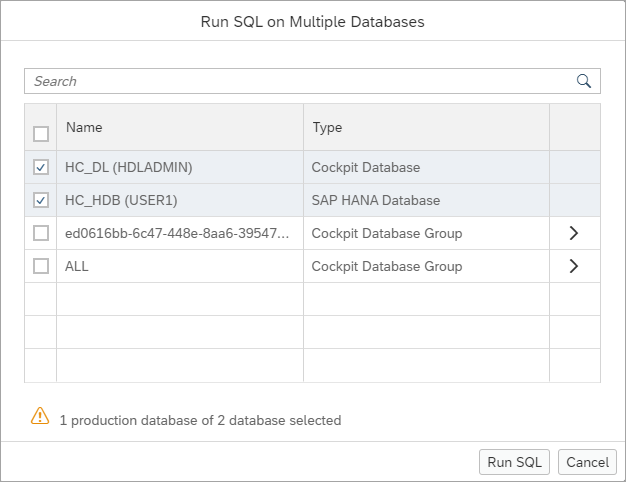 Run SQL on Multiple Databases
Search
Name Type
HC_DL (HDLADMIN) Cockpit Database
HC_HDB (USER1) SAP HANA Database
ed0616bb-6c47-448e-8aa6-39547... Cockpit Database Group
ALL Cockpit Database Group
1 production database of 2 database selected
Run SQL Cancel